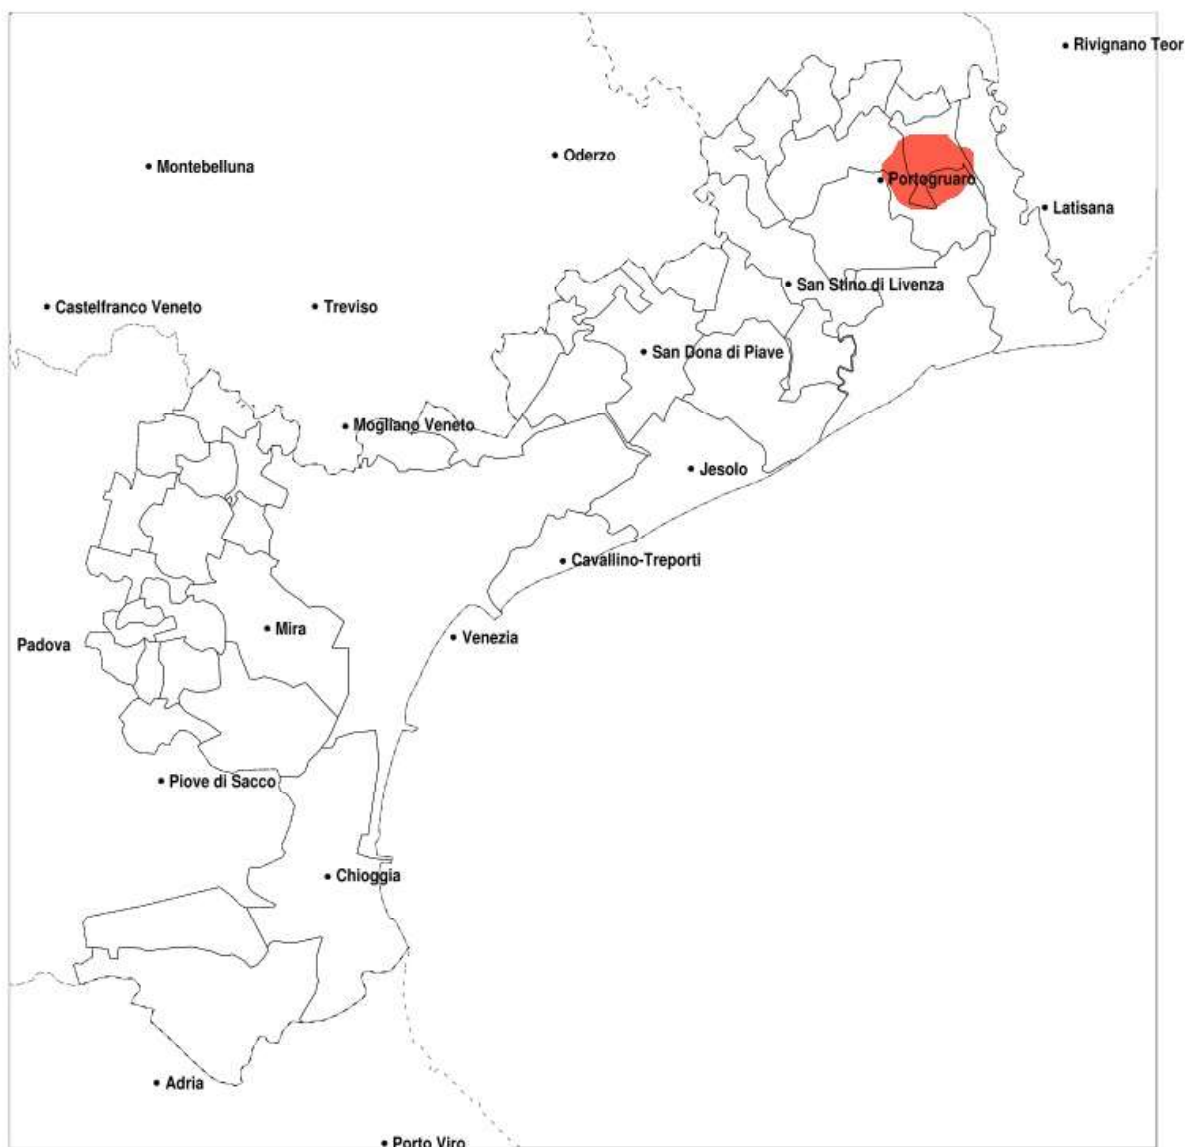 Rivignano Teor
Oderzo
Montebelluna
Portogruaro
Latisana
San Stino di Livenza
Castelfranco Veneto
Treviso
San Dona di Piave
Mogliano Veneto
Jesolo
Cavallino-Treporti
Mira
Venezia
Padova
Piove di Sacco
Chioggia
Adria
Porto Viro